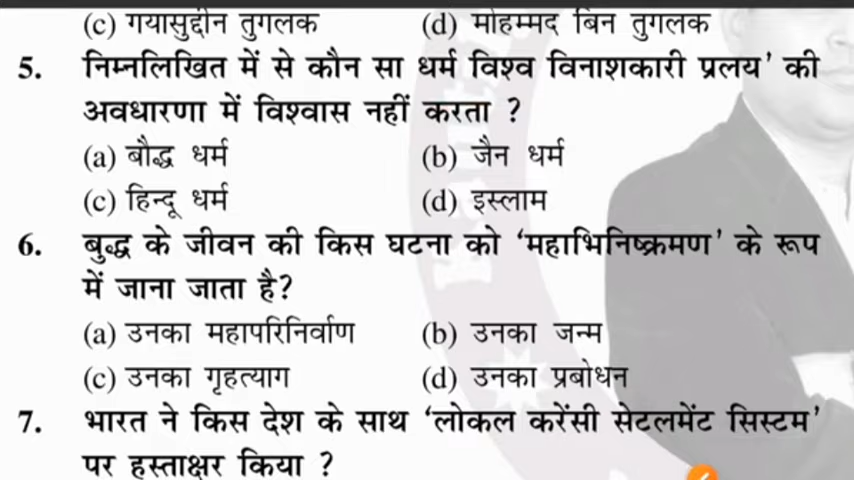 (c) गयासुद्दीन तुगलक (d) मोहम्मद बिन तुगलक
5. निम्नलिखित में से कौन सा धर्म विश्व विनाशकारी प्रलय' की
अवधारणा में विश्वास नहीं करता ?
(a) बौद्ध धर्म (b) जैन धर्म
(c) हिन्दू धर्म (d) इस्लाम
6. बुद्ध के जीवन की किस घटना को 'महाभिनिष्क्रमण' के रूप
में जाना जाता है?
(a) उनका महापरिनिर्वाण (b) उनका जन्म
(c) उनका गृहत्याग (d) उनका प्रबोधन
7. भारत ने किस देश के साथ 'लोकल करेंसी सेटलमेंट सिस्टम'
पर हस्ताक्षर किया ?